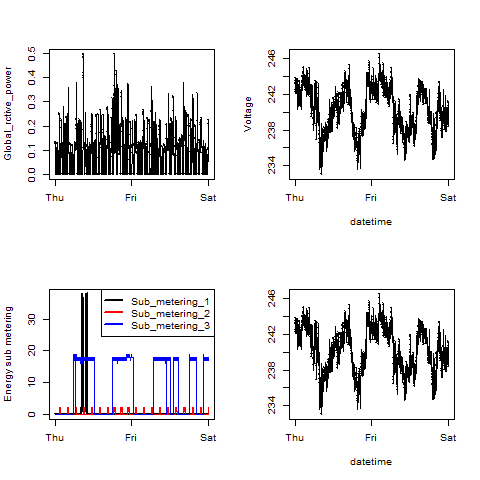 Global_rctive_power
0.0 0.1 0.2 0.3 0.4 0.5
Thu Fri Sat
Voltage
234 238 242 246
Thu Fri Sat
datetime
Energy sub metering
0 10 20 30
Sub_metering_1
Sub_metering_2
Sub_metering_3
Thu Fri Sat
234 238 242 246
Thu Fri Sat
datetime